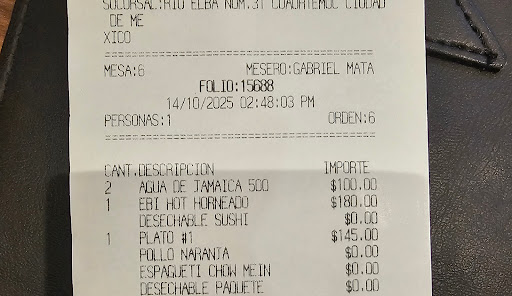 SUCURSAL:RIO ELBA NUM.31 CUAUHTEMOC CIUDAD
DE ME
XICO
MESA:6 MESERO:GABRIEL MATA
FOLIO:15688
14/10/2025 02:48:03 PM
PERSONAS:1 ORDEN:6
CANT.DESCRIPCION IMPORTE
2 AGUA DE JAMAICA 500 $100.00
1 EBI HOT HORNEADO $180.00
DESECHABLE SUSHI $0.00
1 PLATO #1 $145.00
POLLO NARANJA $0.00
ESPAGUETI CHOW MEIN $0.00
DESECHABLE PAQUETE $0.00